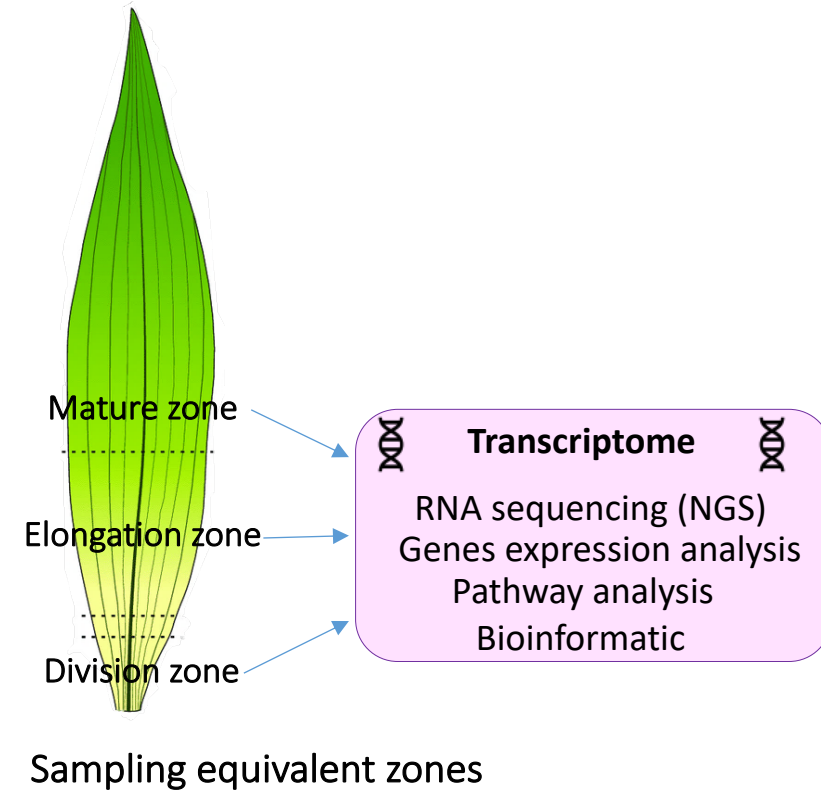 Mature zone
Elongation zone
Division zone
Transcriptome
RNA sequencing (NGS)
Genes expression analysis
Pathway analysis
Bioinformatic
Sampling equivalent zones